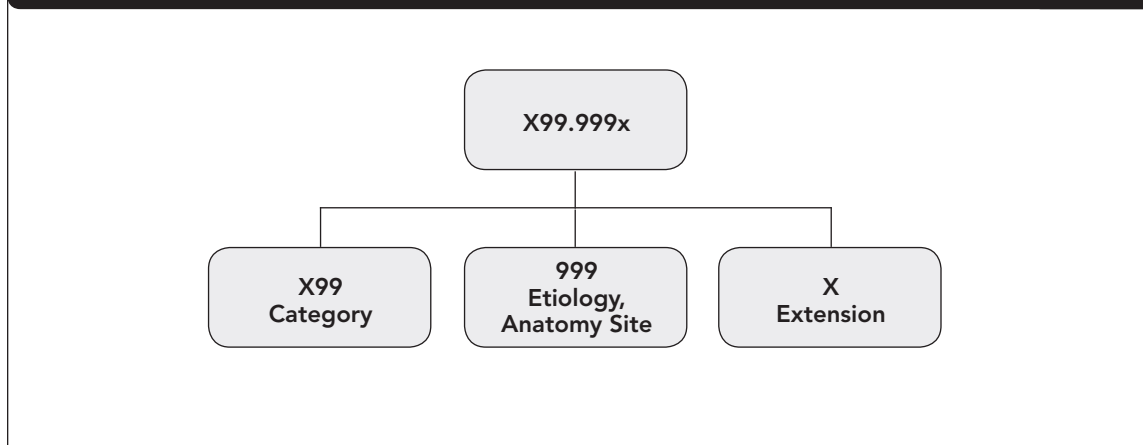 X99.999x
X99
Category
999
Etiology,
Anatomy Site
X
Extension